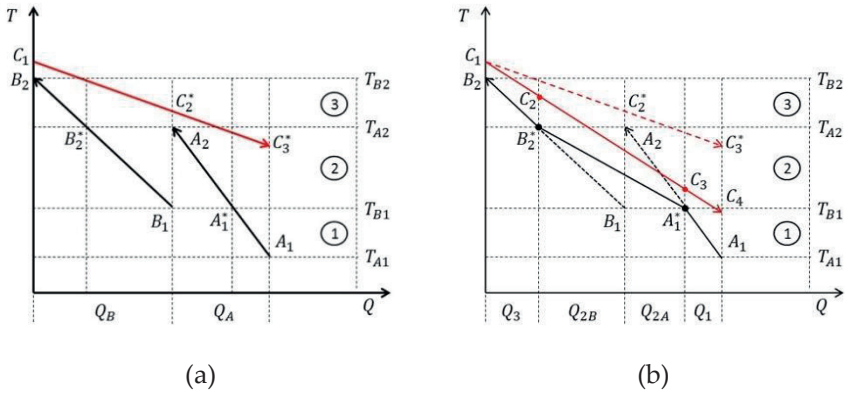 T
C₁
B₂
T_B2
C₂*
③
B₂*
A₂
T_A2
C₃*
②
B₁
A₁*
T_B1
①
A₁
T_A1
Q_B
Q_A
Q
(a)
T
C₁
B₂
T_B2
C₂
C₂*
③
B₂*
A₂
T_A2
C₃*
②
C₃
C₄
B₁
A₁*
T_B1
①
A₁
T_A1
Q₃
Q_2B
Q_2A
Q₁
Q
(b)